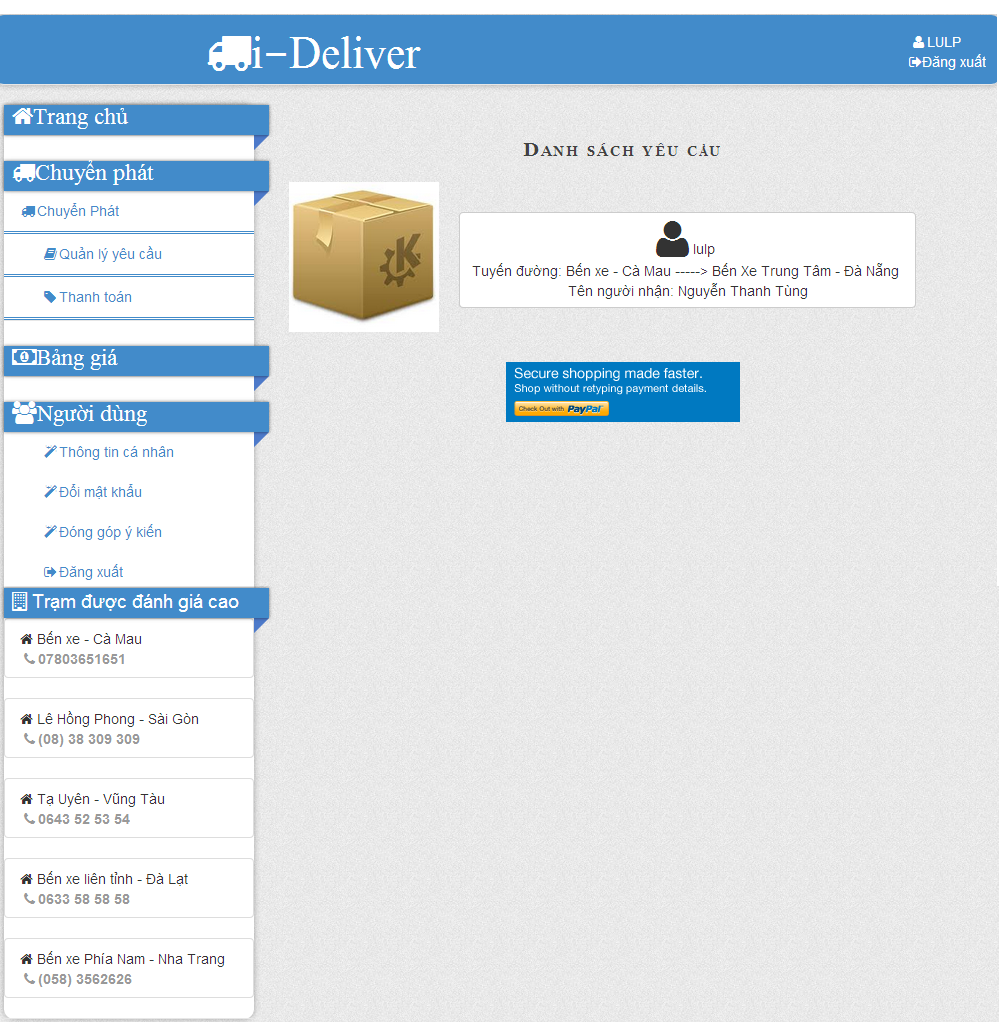 i-Deliver
LULP
Đăng xuất
Trang chủ
Chuyển phát
Chuyển Phát
Quản lý yêu cầu
Thanh toán
Bảng giá
Người dùng
Thông tin cá nhân
Đổi mật khẩu
Đóng góp ý kiến
Đăng xuất
Trạm được đánh giá cao
Bến xe - Cà Mau
07803651651
Lê Hồng Phong - Sài Gòn
(08) 38 309 309
Tạ Uyên - Vũng Tàu
0643 52 53 54
Bến xe liên tỉnh - Đà Lạt
0633 58 58 58
Bến xe Phía Nam - Nha Trang
(058) 3562626
Danh sách yêu cầu
K
lulp
Tuyến đường: Bến xe - Cà Mau -----> Bến Xe Trung Tâm - Đà Nẵng
Tên người nhận: Nguyễn Thanh Tùng
Secure shopping made faster.
Shop without retyping payment details.
Check Out with PayPal